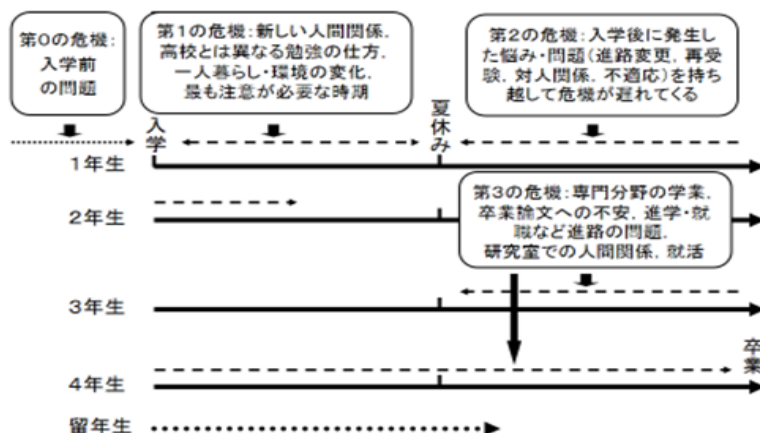 第0の危機：
入学前
の問題
第1の危機：新しい人間関係，
高校とは異なる勉強の仕方，
一人暮らし・環境の変化，
最も注意が必要な時期
第2の危機：入学後に発生し
た悩み・問題（進路変更，再受
験，対人関係，不適応）を持ち
越して危機が遅れてくる
入学
夏休み
1年生
2年生
第3の危機：専門分野の学業，
卒業論文への不安，進学・就
職など進路の問題，
研究室での人間関係，就活
3年生
4年生
卒業
留年生